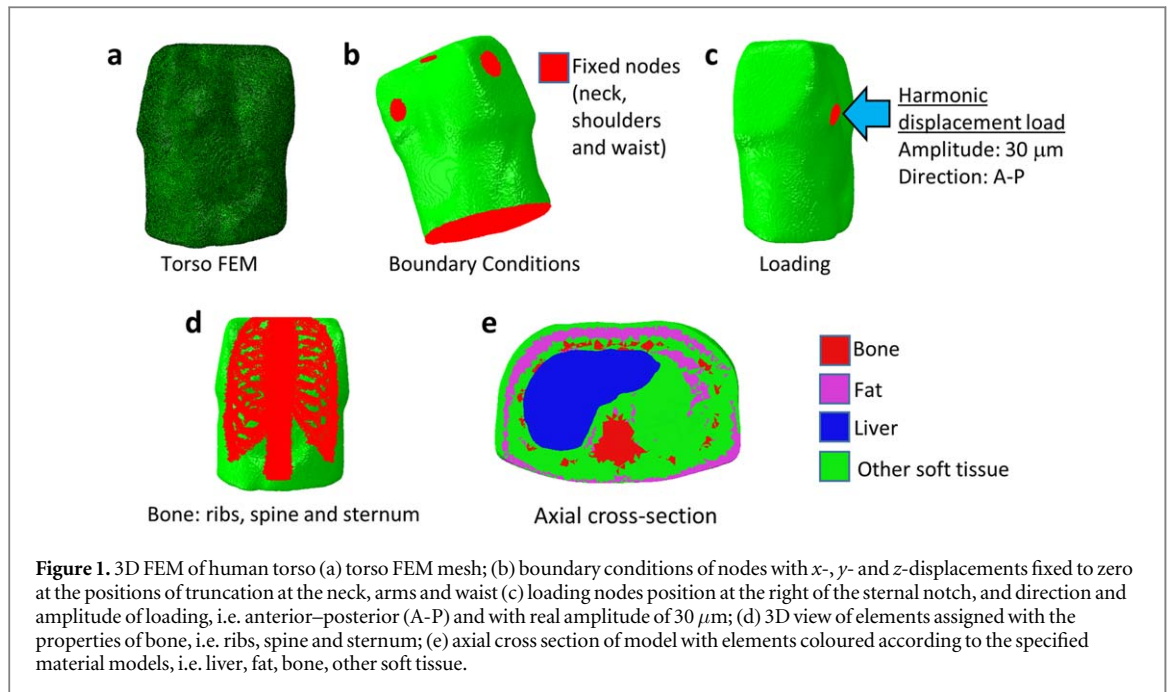 a
Torso FEM
b
Fixed nodes
(neck,
shoulders
and waist)
Boundary Conditions
c
Harmonic
displacement load
Amplitude: 30 μm
Direction: A-P
Loading
d
Bone: ribs, spine and sternum
e
Axial cross-section
Bone
Fat
Liver
Other soft tissue
Figure 1. 3D FEM of human torso (a) torso FEM mesh; (b) boundary conditions of nodes with x-, y- and z-displacements fixed to zero
at the positions of truncation at the neck, arms and waist (c) loading nodes position at the right of the sternal notch, and direction and
amplitude of loading, i.e. anterior–posterior (A-P) and with real amplitude of 30 μm; (d) 3D view of elements assigned with the
properties of bone, i.e. ribs, spine and sternum; (e) axial cross section of model with elements coloured according to the specified
material models, i.e. liver, fat, bone, other soft tissue.